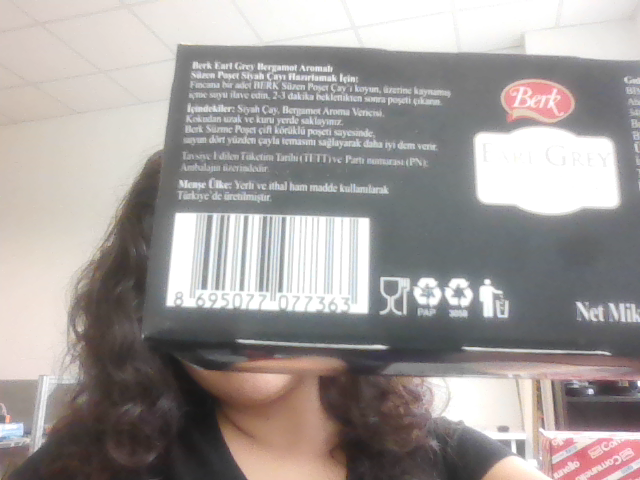 Berk Earl Grey Bergamot Aromalı
Süzen Poşet Siyah Çayı Hazırlamak İçin:
Fincana bir adet BERK Süzen Poşet Çay'ı koyun, üzerine kaynamış
içme suyu ilave edin, 2-3 dakika beklettikten sonra poşeti çıkarın.
İçindekiler: Siyah Çay, Bergamot Aroma Vericisi.
Kokudan uzak ve kuru yerde saklayınız.
Berk Süzme Poşet çift körüklü poşeti sayesinde,
suyun dört yüzden çayla temasını sağlayarak daha iyi dem verir.
Tavsiye Edilen Tüketim Tarihi (TETT) ve Parti numarası (PN):
Ambalajın üzerindedir.
Menşe Ülke: Yerli ve ithal ham madde kullanılarak
Türkiye'de üretilmiştir.
8 695077 077363
PAP
Berk
EARL GREY
Net Mik